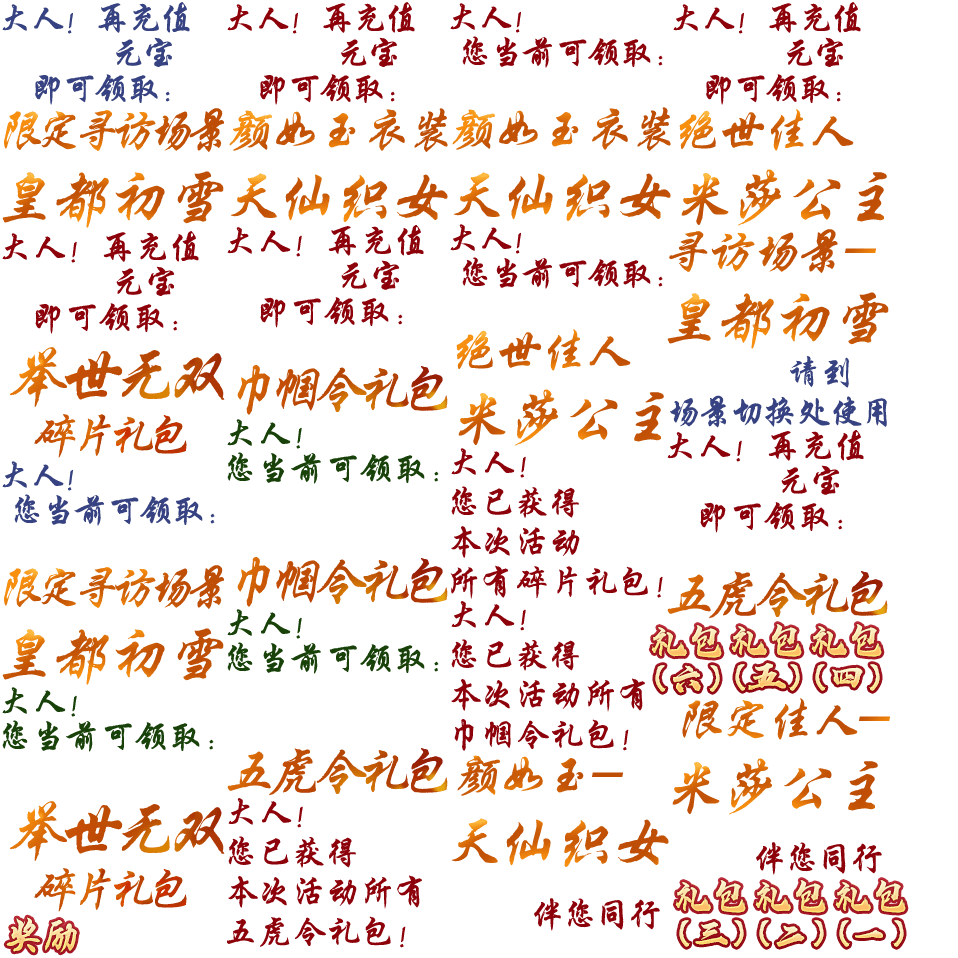 大人！再充值
元宝
即可领取：
大人！再充值
元宝
即可领取：
大人！
您当前可领取：
大人！再充值
元宝
即可领取：
限定寻访场景
皇都初雪
颜如玉 衣装
天仙织女
颜如玉 衣装
天仙织女
绝世佳人
米莎公主
大人！再充值
元宝
即可领取：
大人！再充值
元宝
即可领取：
大人！
您当前可领取：
寻访场景一
皇都初雪
请到
场景切换处使用
举世无双
碎片礼包
大人！
您当前可领取：
巾帼令礼包
大人！
您当前可领取：
绝世佳人
米莎公主
大人！
您已获得
本次活动
所有碎片礼包！
大人！再充值
元宝
即可领取：
限定寻访场景
皇都初雪
大人！
您当前可领取：
巾帼令礼包
大人！
您当前可领取：
大人！
您已获得
本次活动所有
巾帼令礼包！
五虎令礼包
礼包 礼包 礼包
（六）（五）（四）
限定佳人一
米莎公主
伴您同行
举世无双
碎片礼包
奖励
五虎令礼包
大人！
您已获得
本次活动所有
五虎令礼包！
颜如玉一
天仙织女
伴您同行
礼包 礼包 礼包
（三）（二）（一）